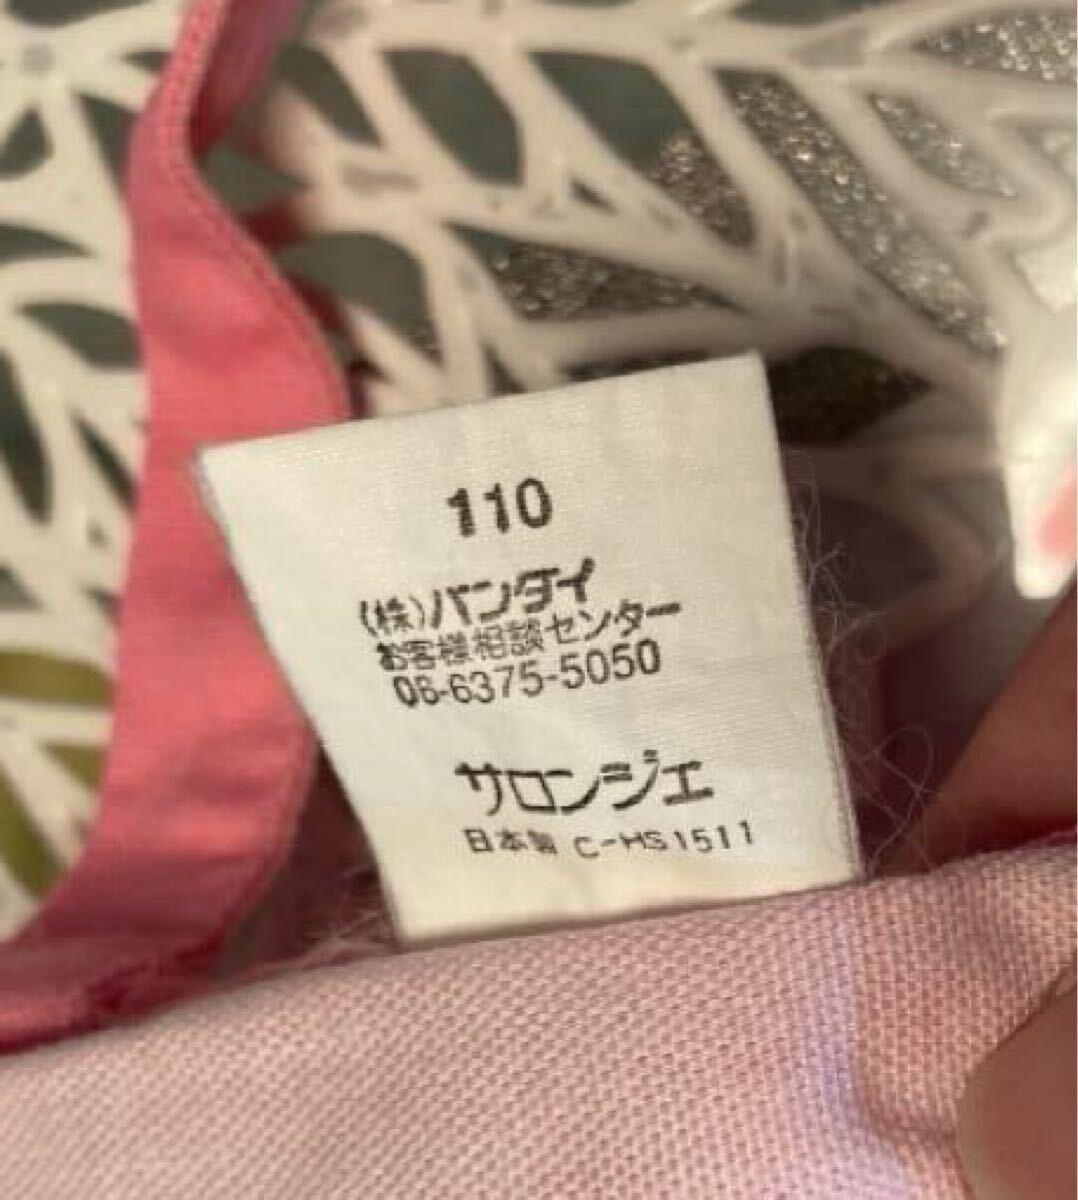 110
(株)バンダイ
お客様相談センター
06-6375-5050
サロンジェ
日本製 C-HS1511